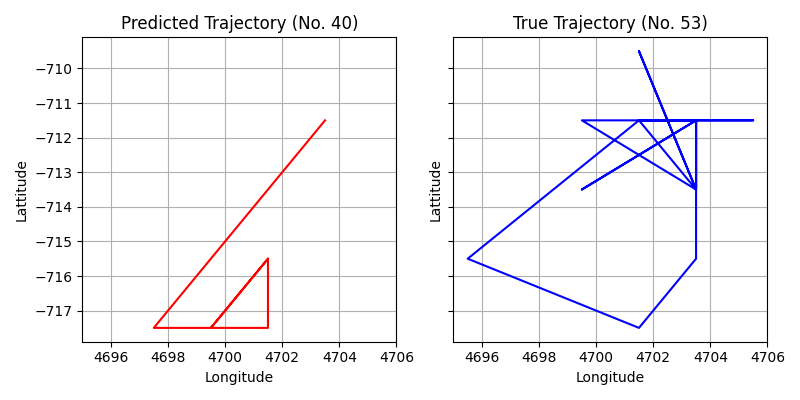 Predicted Trajectory (No. 40)
True Trajectory (No. 53)
−710
−711
−712
−713
−714
−715
−716
−717
Lattitude
Lattitude
4696 4698 4700 4702 4704 4706
4696 4698 4700 4702 4704 4706
Longitude
Longitude